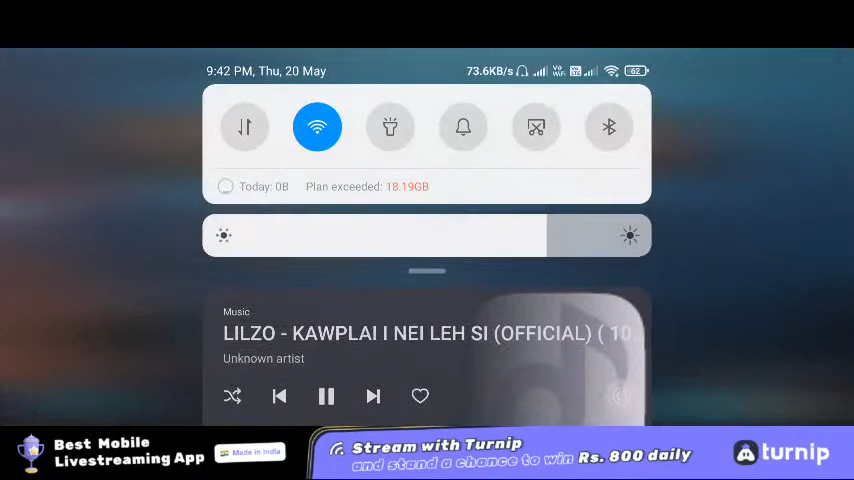 9:42 PM, Thu, 20 May
73.6KB/s
Vo
WiFi
62
Today: 0B Plan exceeded: 18.19GB
Music
LILZO - KAWPLAI I NEI LEH SI (OFFICIAL) ( 10.
Unknown artist
Best Mobile
Livestreaming App
Made in India
Stream with Turnip
and stand a chance to win Rs. 800 daily
turnip